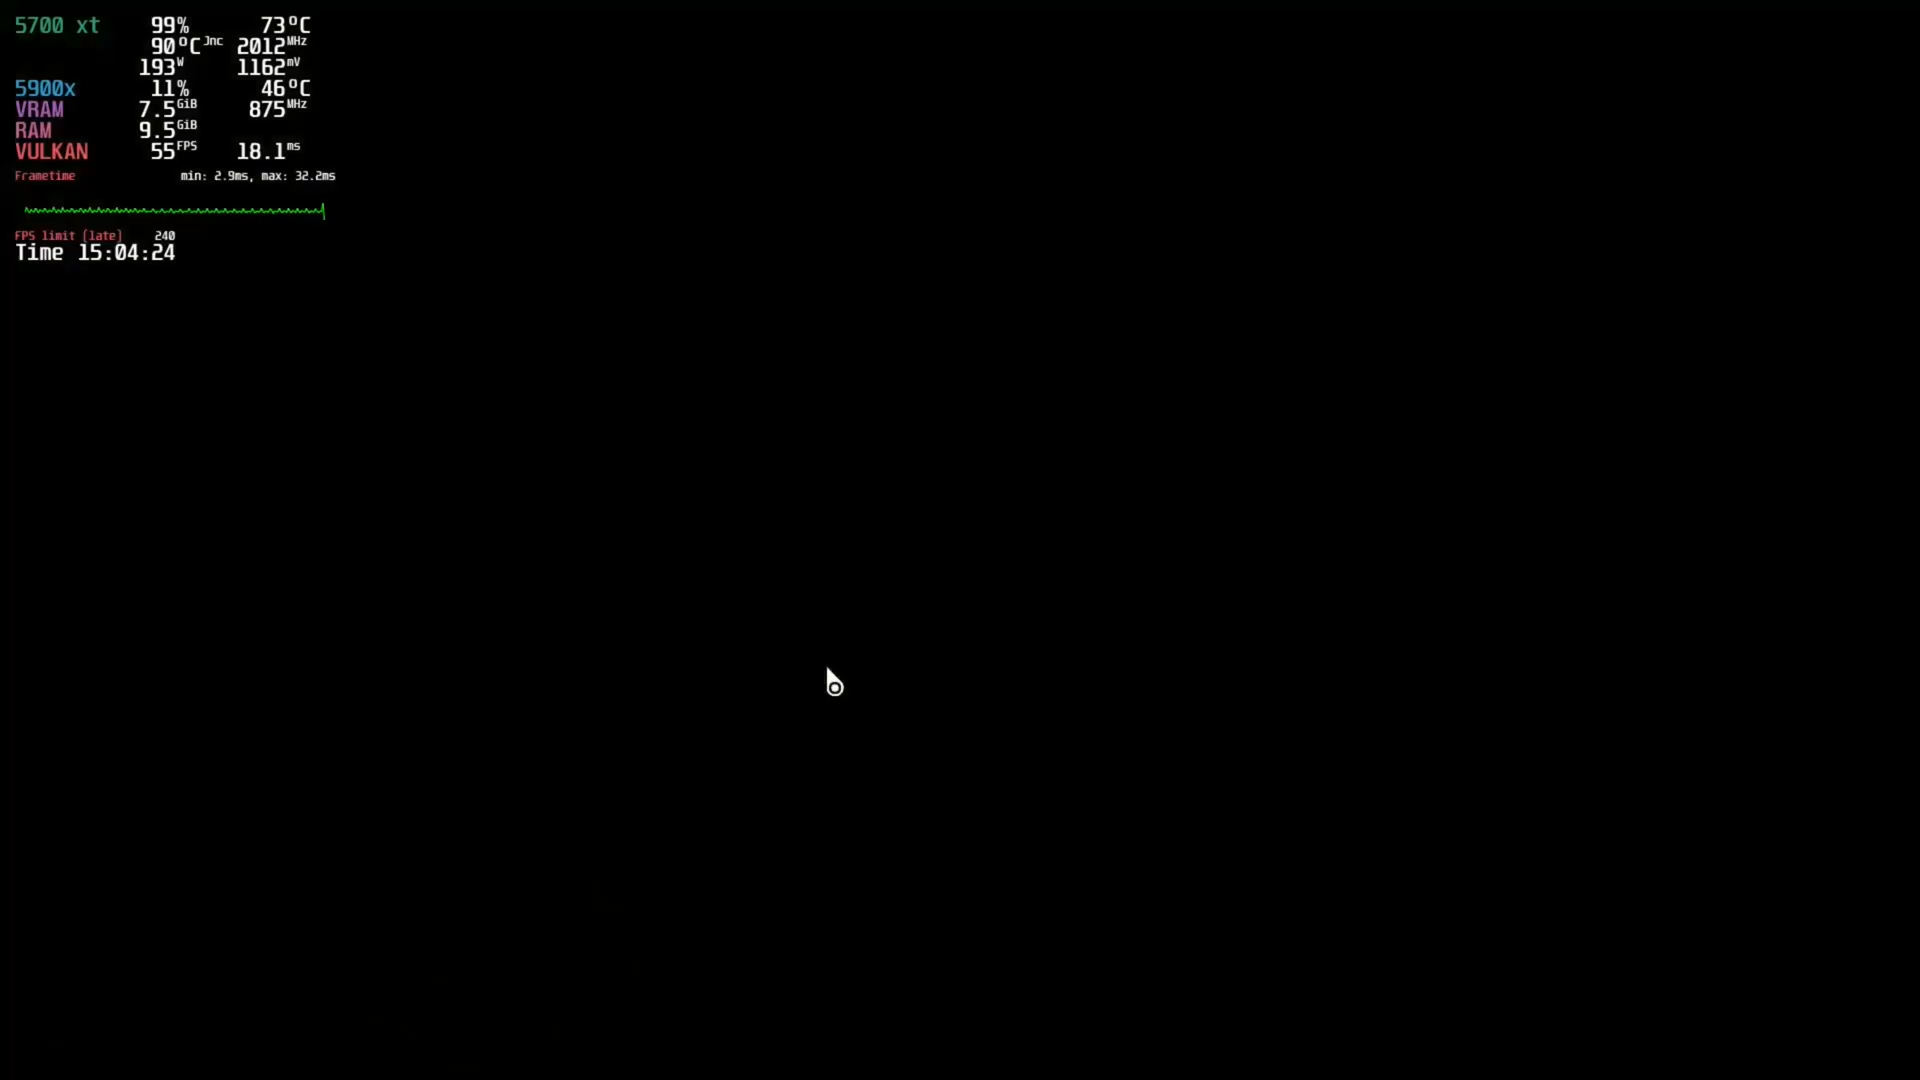 5700 xt 99% 73°C
90°C Jnc 2012 MHz
193 W 1162 mV
5900x 11% 46°C
VRAM 7.5 GiB 875 MHz
RAM 9.5 GiB
VULKAN 55 FPS 18.1 ms
Frametime min: 2.9ms, max: 32.2ms
FPS limit (late) 240
Time 15:04:24